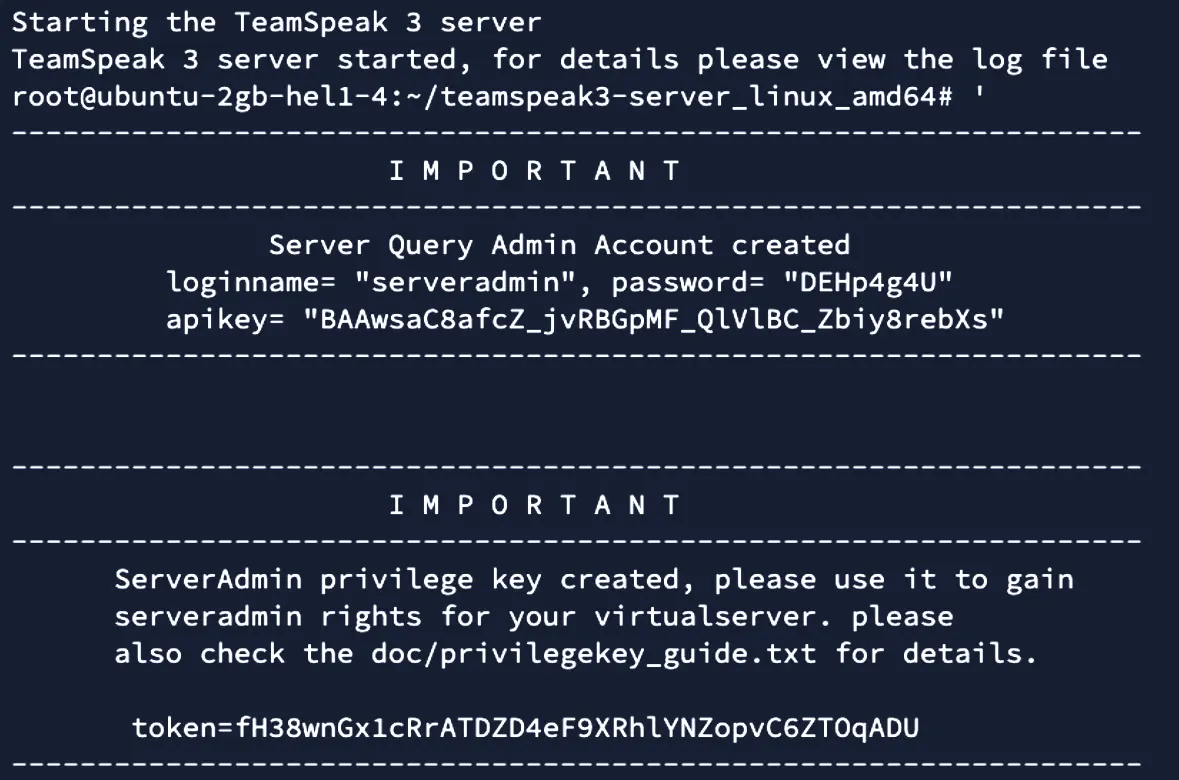 Starting the TeamSpeak 3 server
TeamSpeak 3 server started, for details please view the log file
root@ubuntu-2gb-hel1-4:~/teamspeak3-server_linux_amd64# '
------------------------------------------------------------------
I M P O R T A N T
------------------------------------------------------------------
Server Query Admin Account created
loginname= "serveradmin", password= "DEHp4g4U"
apikey= "BAAwsaC8afcZ_jvRBGpMF_QlVlBC_Zbiy8rebXs"
------------------------------------------------------------------
------------------------------------------------------------------
I M P O R T A N T
------------------------------------------------------------------
ServerAdmin privilege key created, please use it to gain
serveradmin rights for your virtualserver. please
also check the doc/privilegekey_guide.txt for details.
token=fH38wnGx1cRrATDZD4eF9XRhlYNZopvC6ZTOqADU
------------------------------------------------------------------